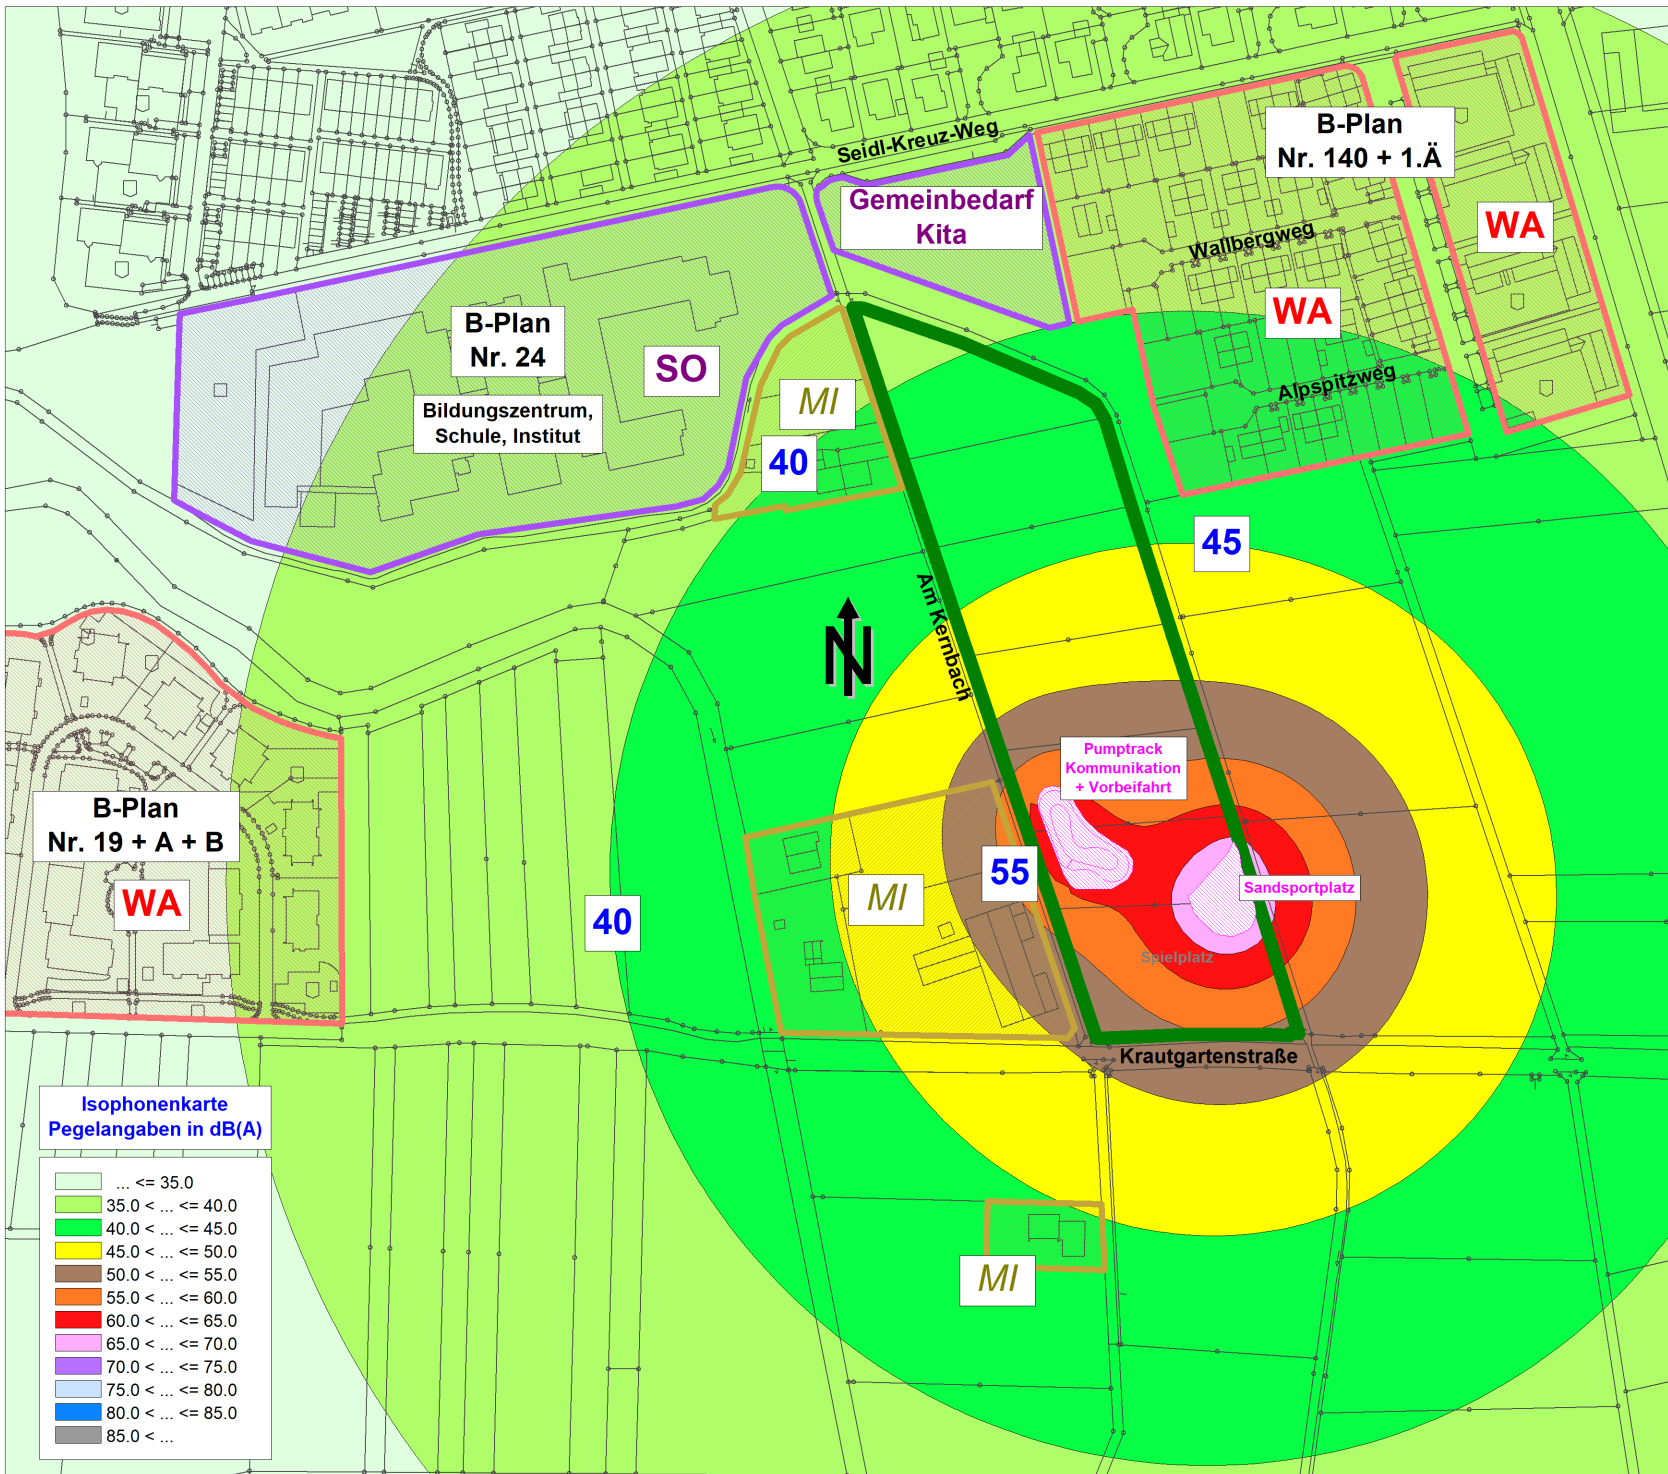 Seidl-Kreuz-Weg
B-Plan
Nr. 140 + 1.Ä
Gemeinbedarf
Kita
WA
Wallbergweg
WA
B-Plan
Nr. 24
SO
Alpspitzweg
MI
Bildungszentrum,
Schule, Institut
40
45
Am Kernbach
N
Pumptrack
Kommunikation
+ Vorbeifahrt
B-Plan
Nr. 19 + A + B
WA
55
MI
Sandsportplatz
40
Spielplatz
Krautgartenstraße
Isophonenkarte
Pegelangaben in dB(A)
... <= 35.0
35.0 < ... <= 40.0
40.0 < ... <= 45.0
45.0 < ... <= 50.0
50.0 < ... <= 55.0
55.0 < ... <= 60.0
60.0 < ... <= 65.0
65.0 < ... <= 70.0
70.0 < ... <= 75.0
75.0 < ... <= 80.0
80.0 < ... <= 85.0
85.0 < ...
MI